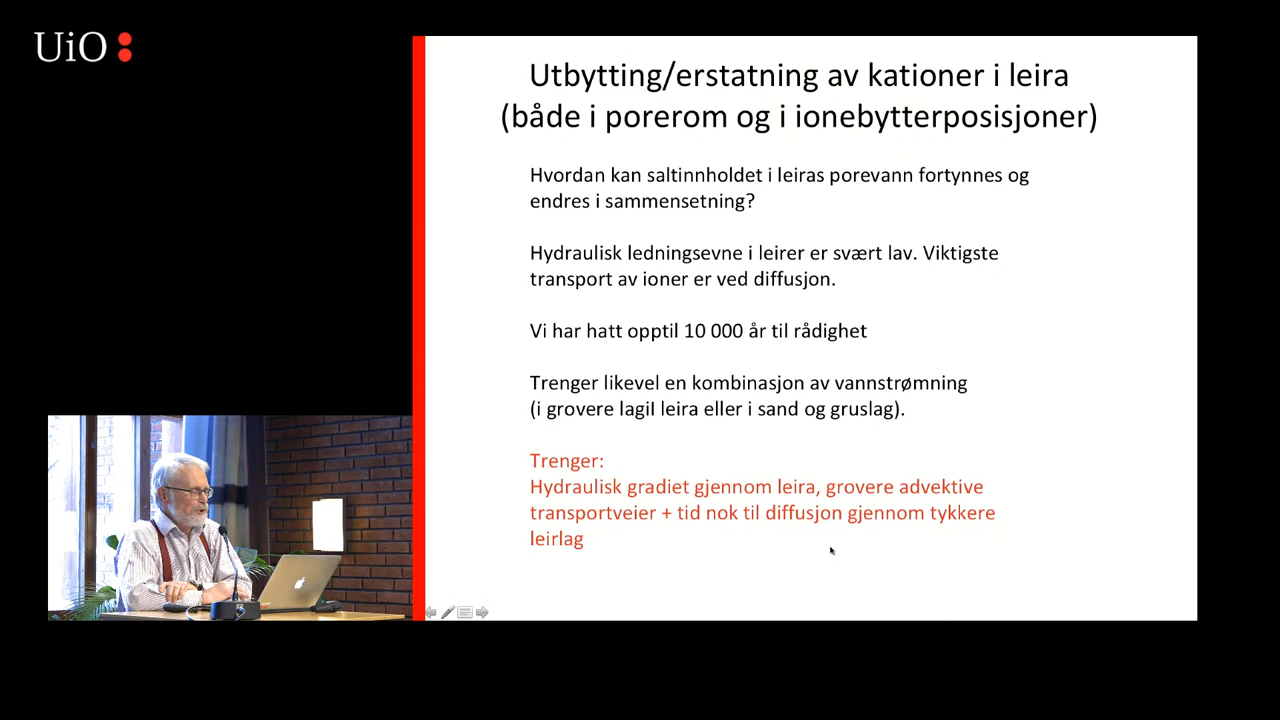 UiO
Utbytting/erstatning av kationer i leira
(både i porerom og i ionebytterposisjoner)
Hvordan kan saltinnholdet i leiras porevann fortynnes og
endres i sammensetning?
Hydraulisk ledningsevne i leirer er svært lav. Viktigste
transport av ioner er ved diffusjon.
Vi har hatt opptil 10 000 år til rådighet
Trenger likevel en kombinasjon av vannstrømning
(i grovere lagil leira eller i sand og gruslag).
Trenger:
Hydraulisk gradiet gjennom leira, grovere advektive
transportveier + tid nok til diffusjon gjennom tykkere
leirlag